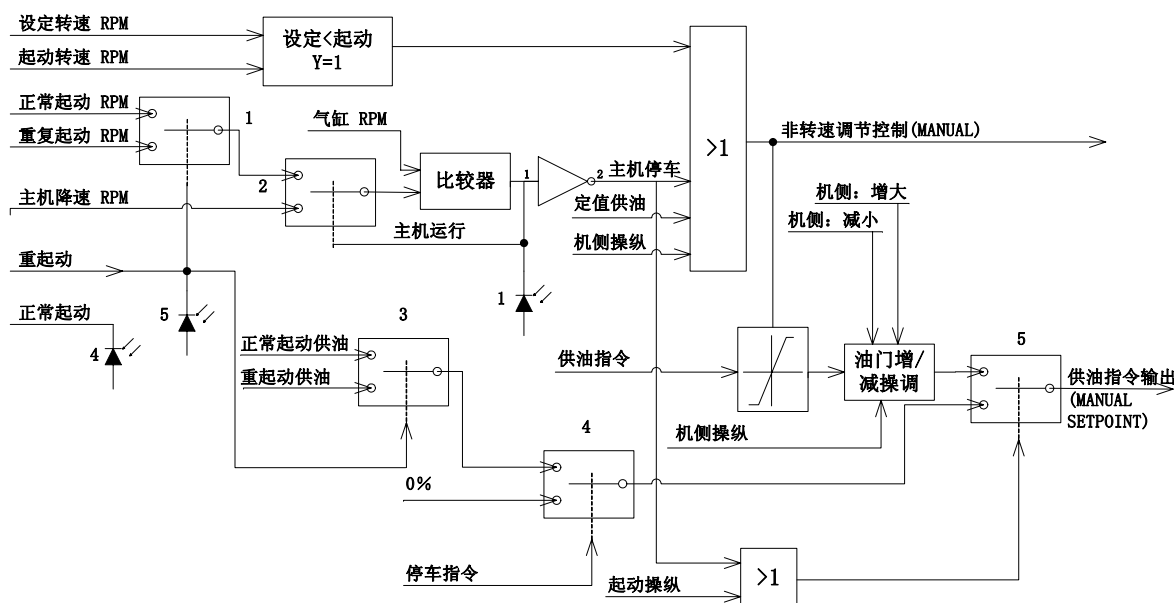 设定转速 RPM
起动转速 RPM
设定<起动
Y=1
正常起动 RPM
重复起动 RPM
1
气缸 RPM
2
比较器
1
2
主机停车
>1
非转速调节控制(MANUAL)
主机降速 RPM
主机运行
定值供油
机侧操纵
机侧: 增大
机侧: 减小
重起动
正常起动
5
4
1
3
正常起动供油
重起动供油
供油指令
油门增/
减操调
5
供油指令输出
(MANUAL
SETPOINT)
机侧操纵
4
0%
停车指令
起动操纵
>1